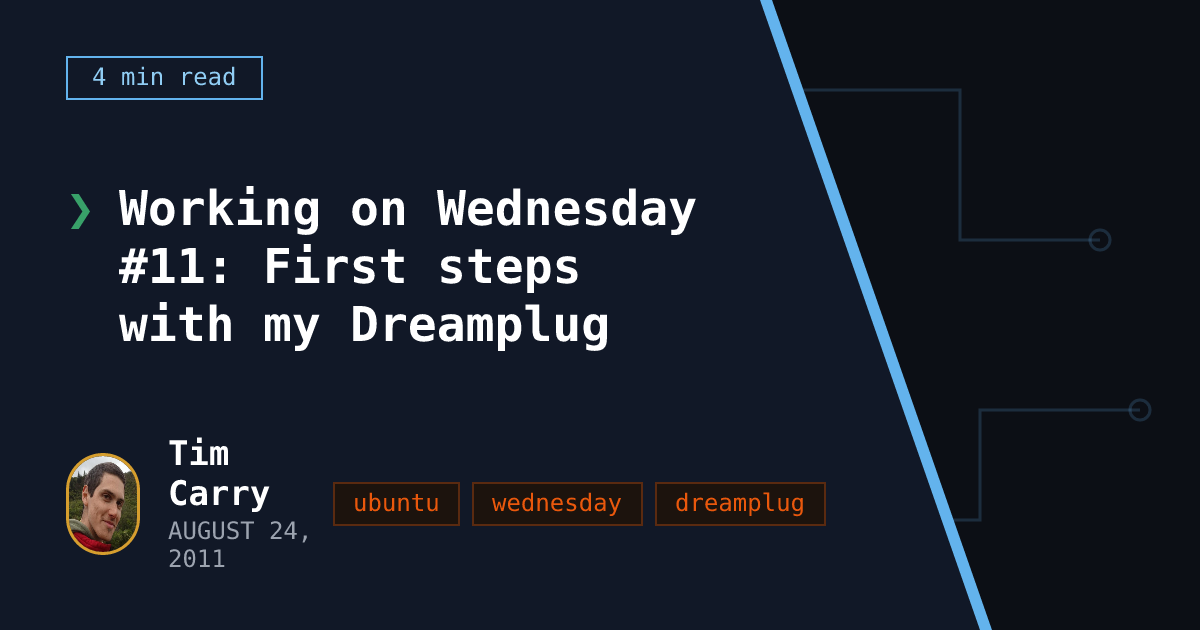 4 min read
❯ Working on Wednesday
#11: First steps
with my Dreamplug
Tim
Carry
AUGUST 24,
2011
ubuntu
wednesday
dreamplug